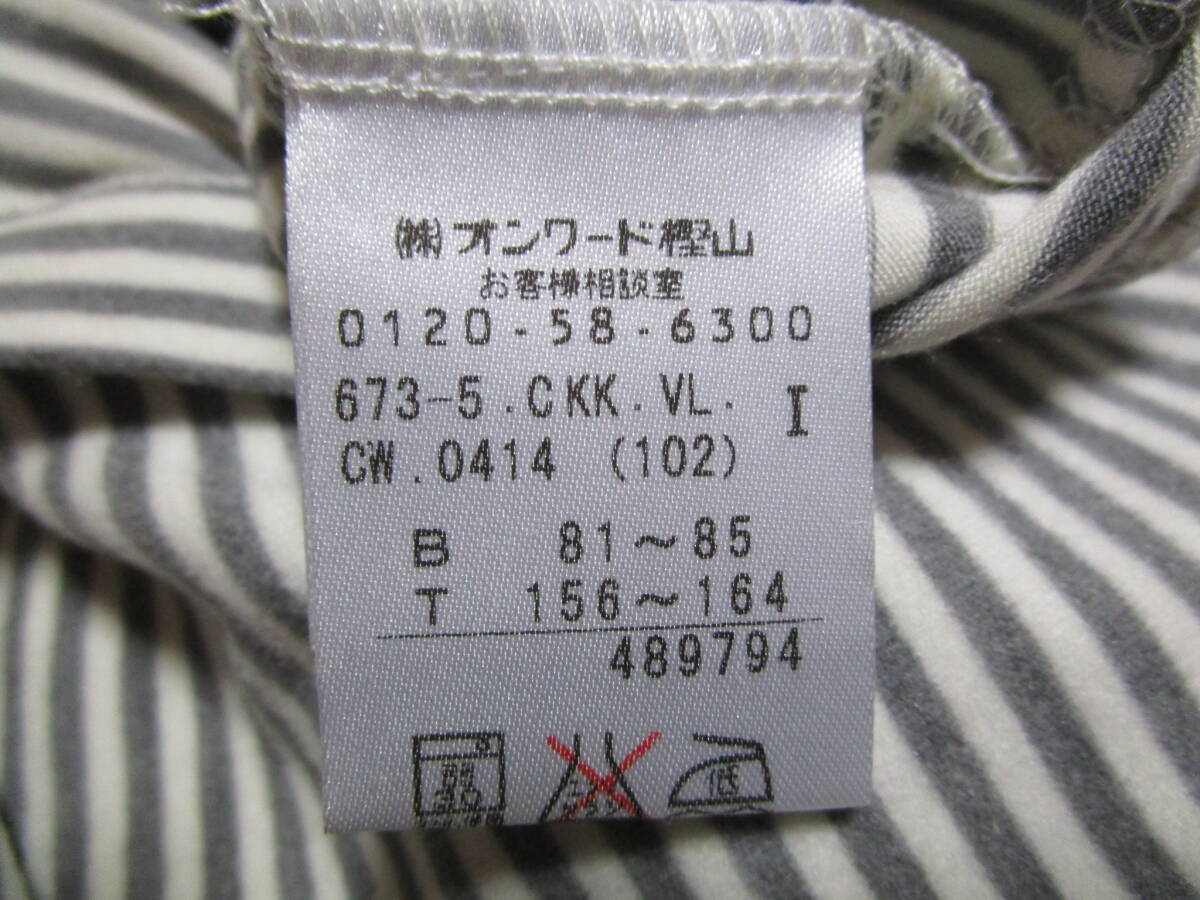 ㈱オンワード樫山
お客様相談室
0120-58-6300
673-5.CKK.VL. I
CW.0414 (102)
B 81~85
T 156~164
489794
低